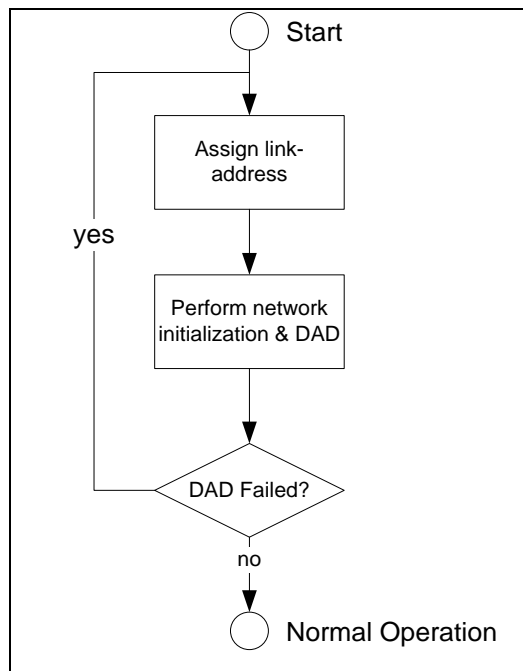 Start
Assign link-
address
yes
Perform network
initialization & DAD
DAD Failed?
no
Normal Operation